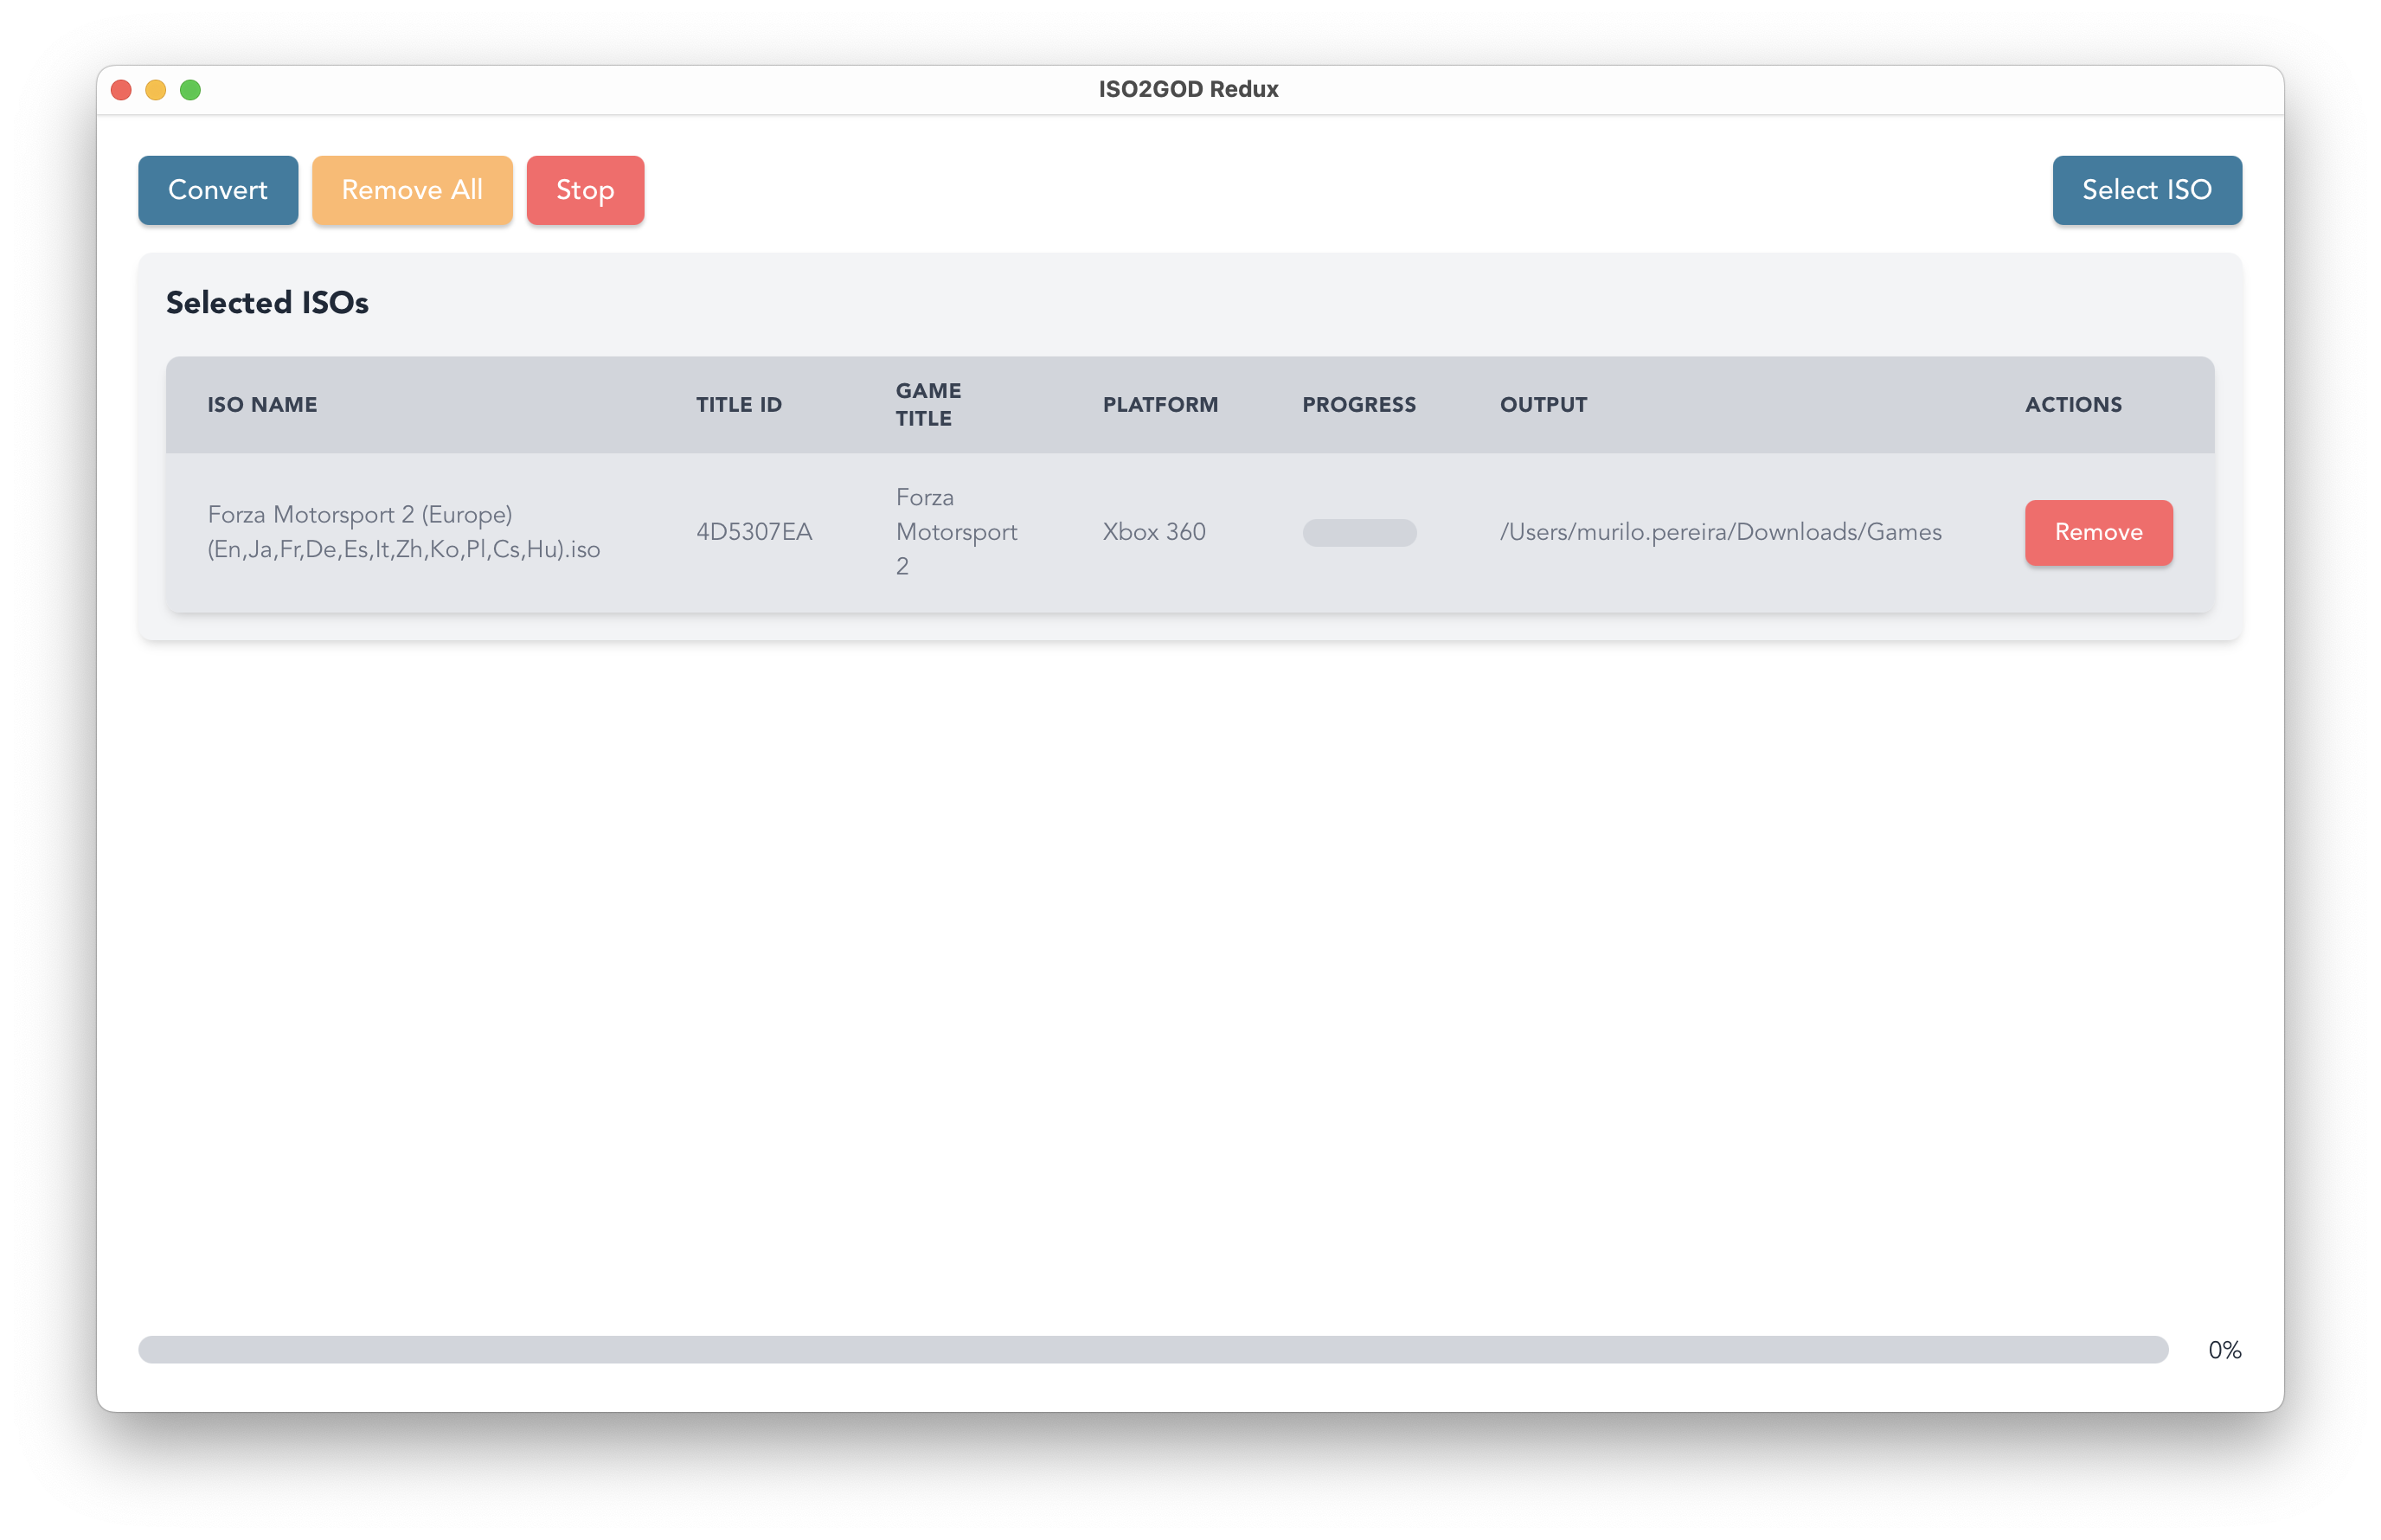 ISO2GOD Redux
Convert
Remove All
Stop
Select ISO
Selected ISOs
ISO NAME
TITLE ID
GAME
TITLE
PLATFORM
PROGRESS
OUTPUT
ACTIONS
Forza Motorsport 2 (Europe)
(En,Ja,Fr,De,Es,It,Zh,Ko,Pl,Cs,Hu).iso
4D5307EA
Forza
Motorsport
2
Xbox 360
/Users/murilo.pereira/Downloads/Games
Remove
0%